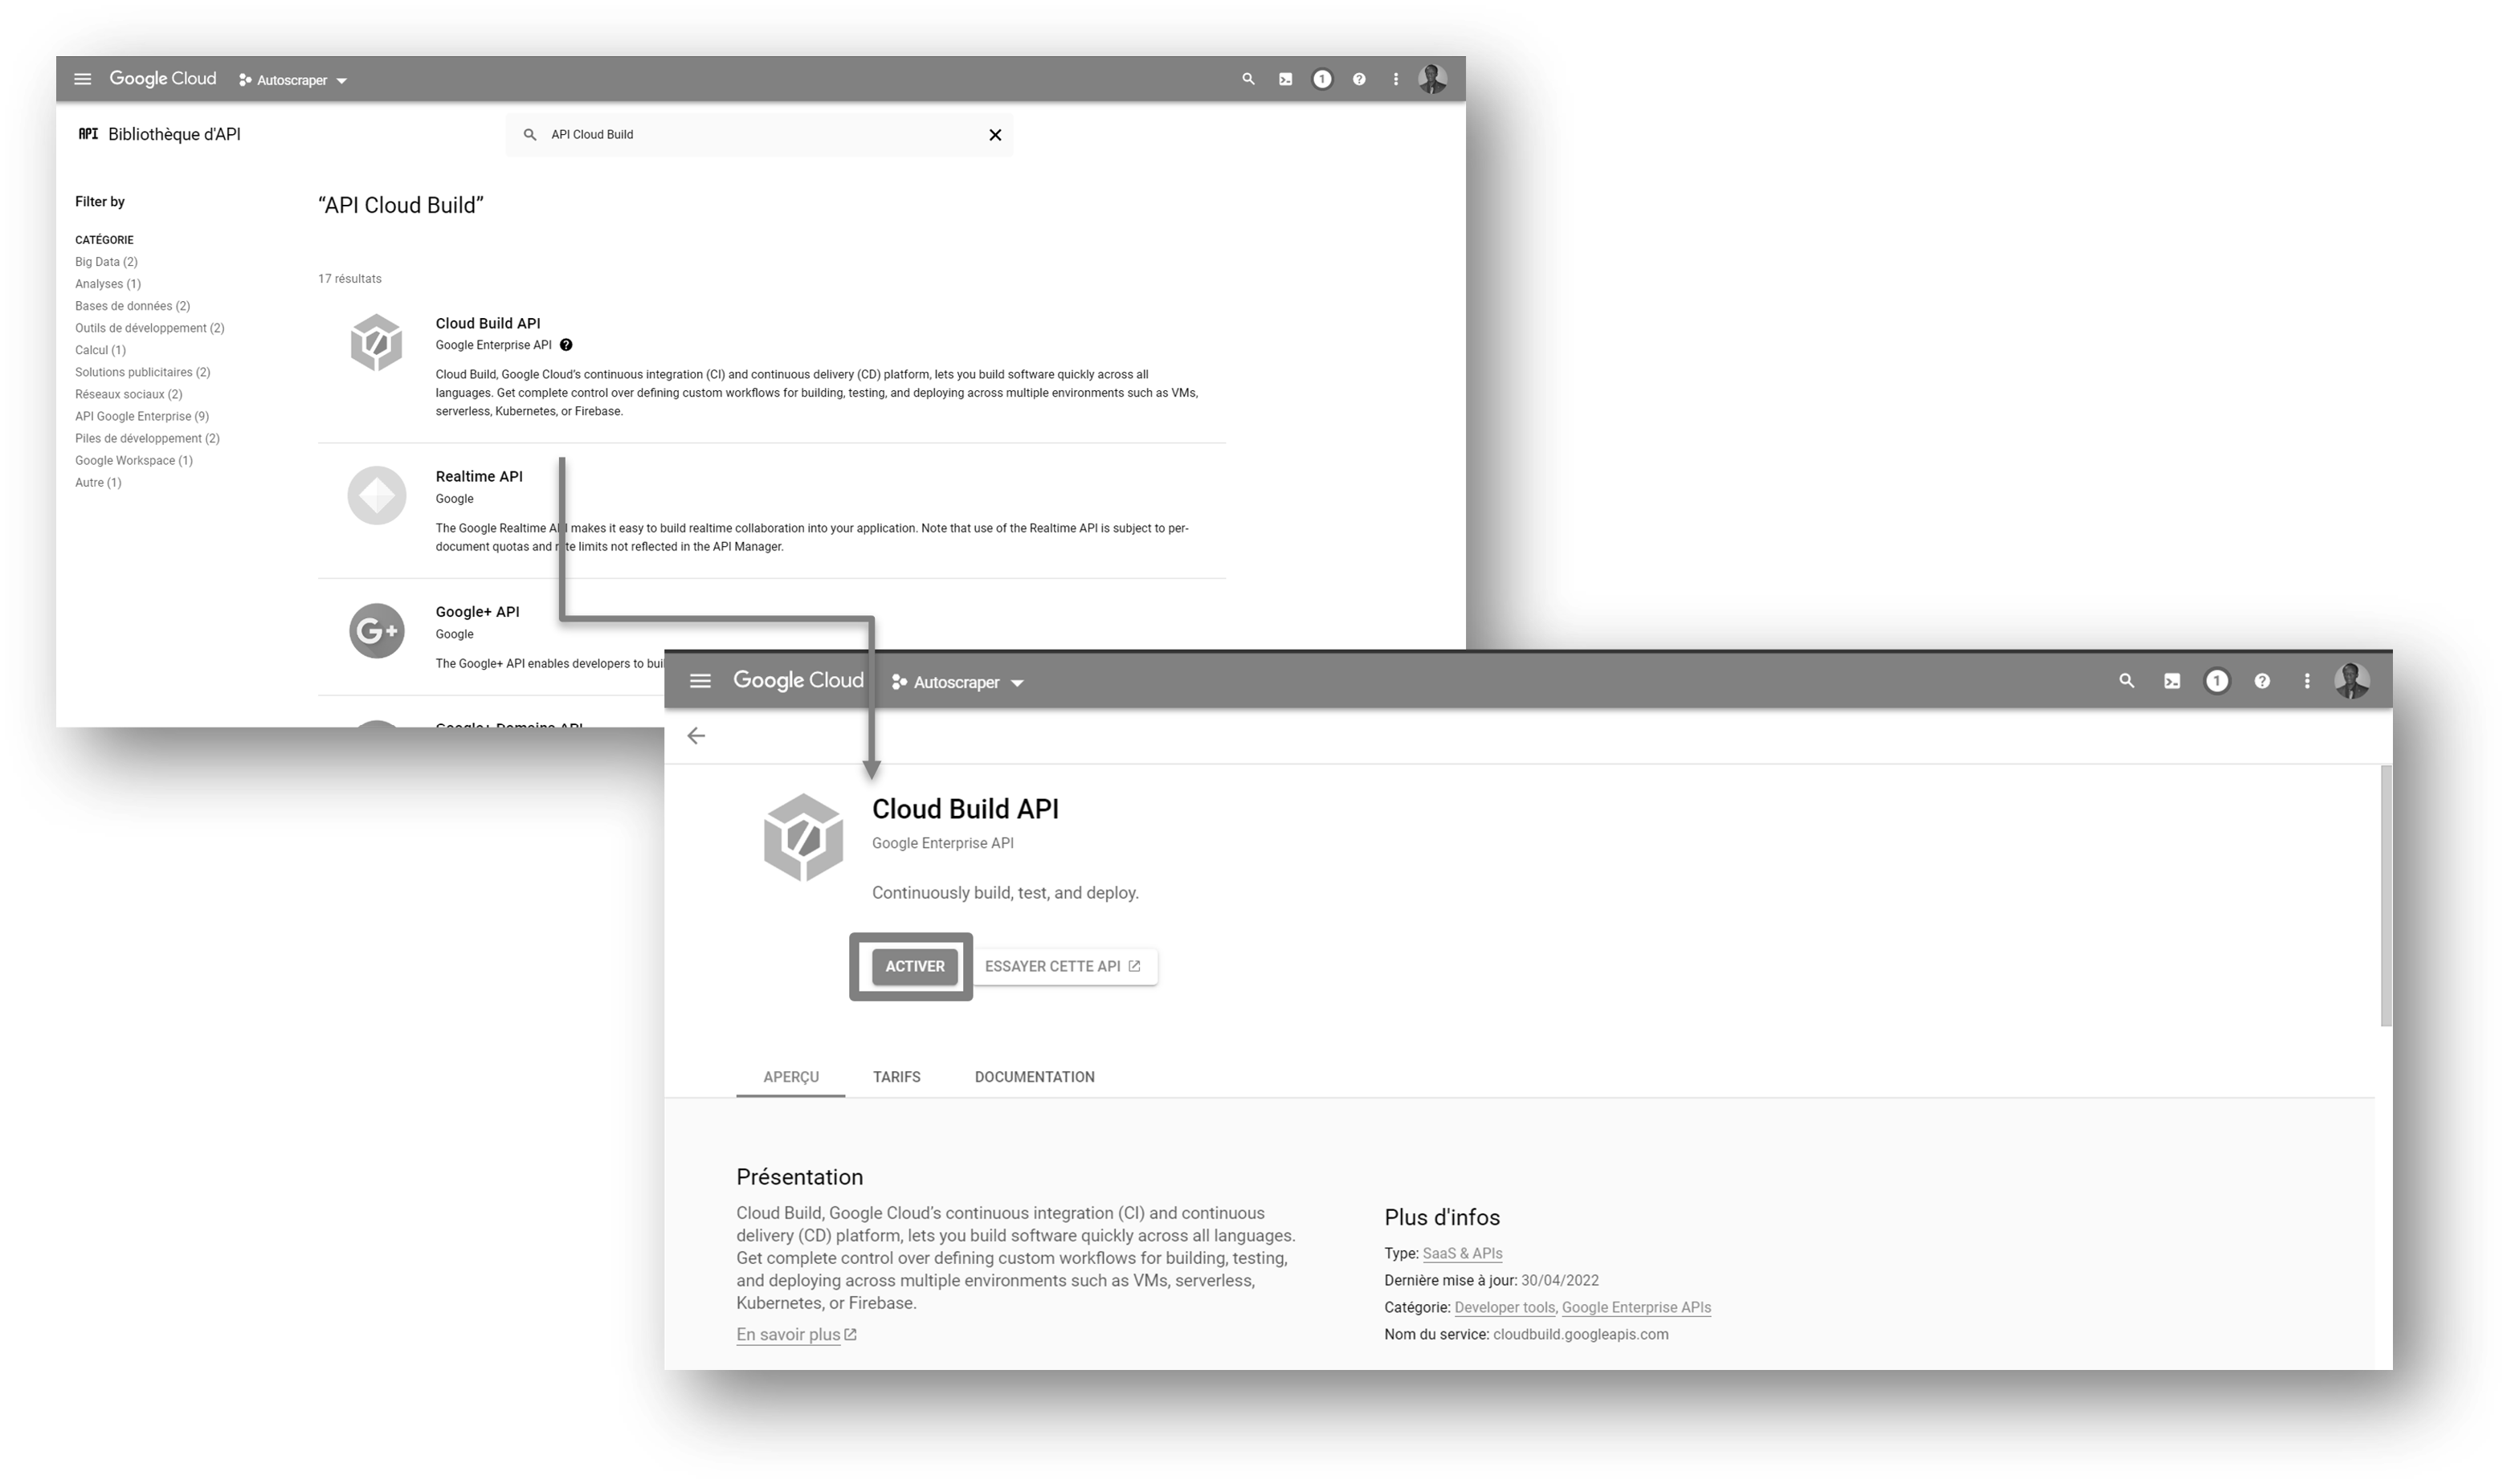 Google Cloud
Autoscraper
1
API Bibliothèque d'API
API Cloud Build
Filter by
CATÉGORIE
Big Data (2)
Analyses (1)
Bases de données (2)
Outils de développement (2)
Calcul (1)
Solutions publicitaires (2)
Réseaux sociaux (2)
API Google Enterprise (9)
Piles de développement (2)
Google Workspace (1)
Autre (1)
“API Cloud Build”
17 résultats
Cloud Build API
Google Enterprise API
Cloud Build, Google Cloud’s continuous integration (CI) and continuous delivery (CD) platform, lets you build software quickly across all
languages. Get complete control over defining custom workflows for building, testing, and deploying across multiple environments such as VMs,
serverless, Kubernetes, or Firebase.
Realtime API
Google
The Google Realtime API makes it easy to build realtime collaboration into your application. Note that use of the Realtime API is subject to per-
document quotas and rate limits not reflected in the API Manager.
G+
Google+ API
Google
The Google+ API enables developers to bui
Google+ Domains API
Google Cloud
Autoscraper
1
Cloud Build API
Google Enterprise API
Continuously build, test, and deploy.
ACTIVER
ESSAYER CETTE API
APERÇU
TARIFS
DOCUMENTATION
Présentation
Cloud Build, Google Cloud’s continuous integration (CI) and continuous
delivery (CD) platform, lets you build software quickly across all languages.
Get complete control over defining custom workflows for building, testing,
and deploying across multiple environments such as VMs, serverless,
Kubernetes, or Firebase.
En savoir plus
Plus d'infos
Type: SaaS & APIs
Dernière mise à jour: 30/04/2022
Catégorie: Developer tools, Google Enterprise APIs
Nom du service: cloudbuild.googleapis.com